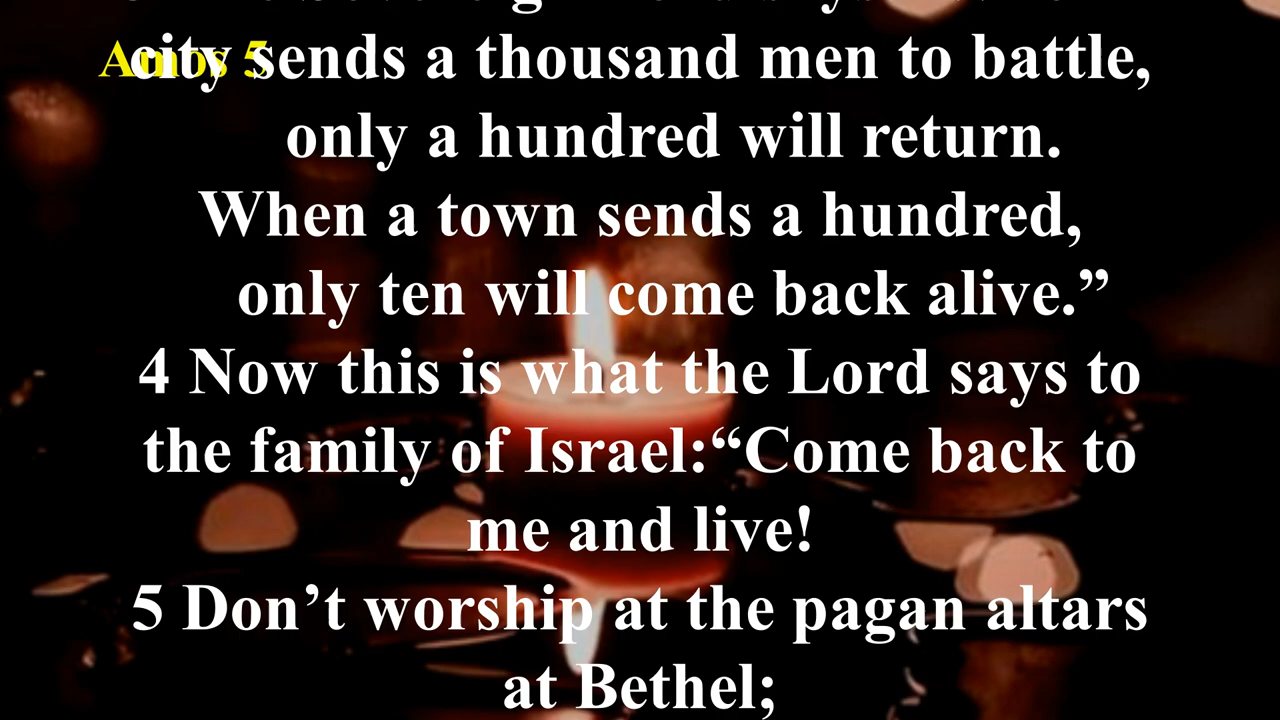 Amos 5
city sends a thousand men to battle,
only a hundred will return.
When a town sends a hundred,
only ten will come back alive.”
4 Now this is what the Lord says to
the family of Israel:“Come back to
me and live!
5 Don’t worship at the pagan altars
at Bethel;